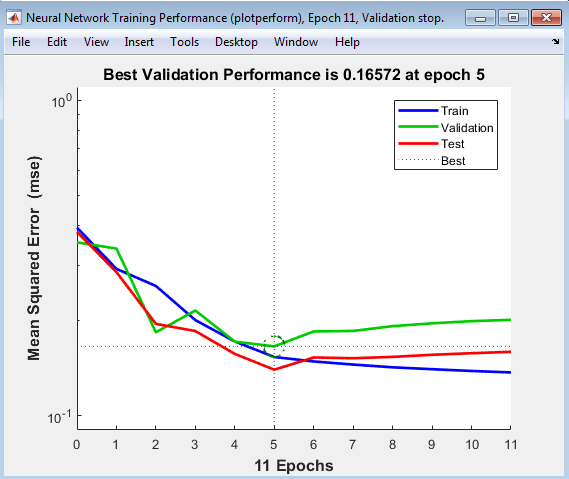 Neural Network Training Performance (plotperform), Epoch 11, Validation stop.
File Edit View Insert Tools Desktop Window Help
Best Validation Performance is 0.16572 at epoch 5
10^0
Train
Validation
Test
Best
Mean Squared Error (mse)
10^-1
0 1 2 3 4 5 6 7 8 9 10 11
11 Epochs